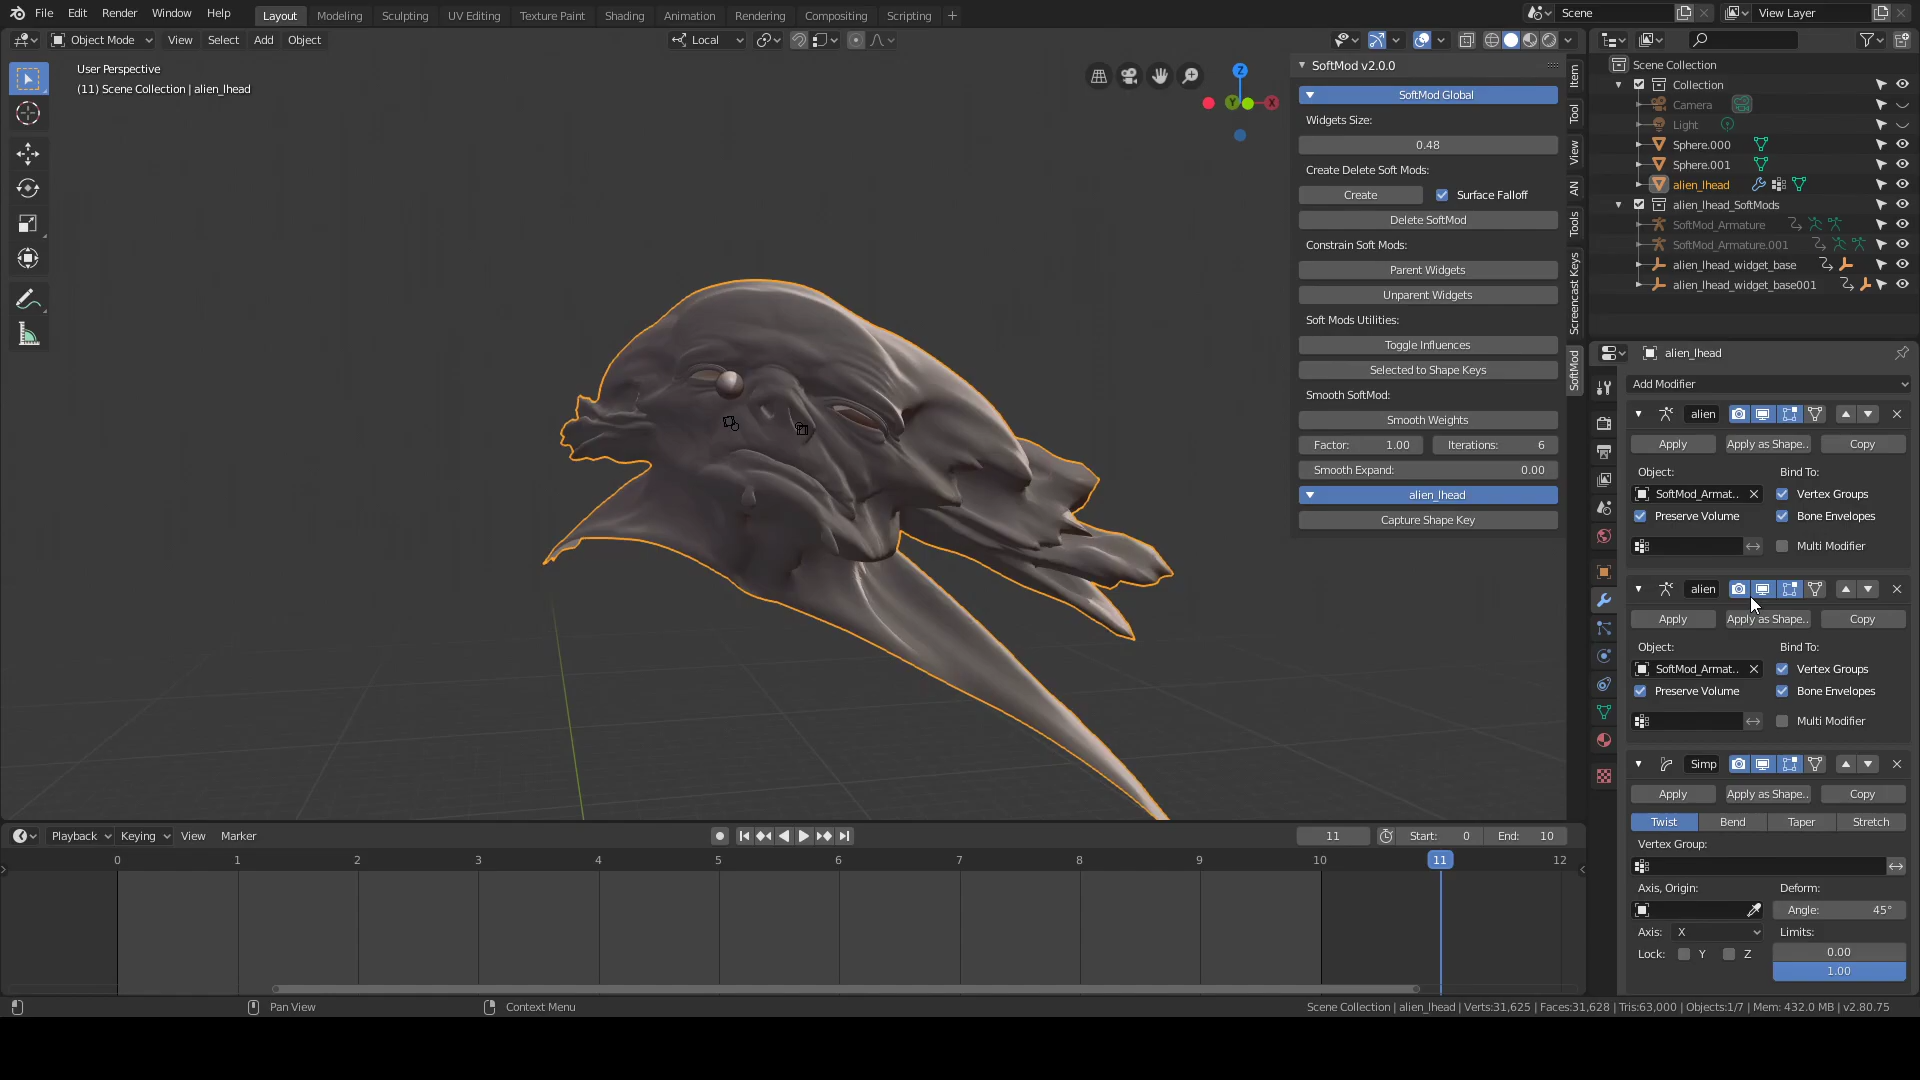 File Edit Render Window Help Layout Modeling Sculpting UV Editing Texture Paint Shading Animation Rendering Compositing Scripting Scene View Layer
Object Mode View Select Add Object Local
User Perspective
(11) Scene Collection | alien_lhead
Z
Y
X
SoftMod v2.0.0
SoftMod Global
Widgets Size:
0.48
Create Delete Soft Mods:
Create Surface Falloff
Delete SoftMod
Constrain Soft Mods:
Parent Widgets
Unparent Widgets
Soft Mods Utilities:
Toggle Influences
Selected to Shape Keys
Smooth SoftMod:
Smooth Weights
Factor: 1.00 Iterations: 6
Smooth Expand: 0.00
alien_lhead
Capture Shape Key
Item
Tool
View
AN
Tools
Screencast Keys
SoftMod
Scene Collection
Collection
Camera
Light
Sphere.000
Sphere.001
alien_lhead
alien_lhead_SoftMods
SoftMod_Armature
SoftMod_Armature.001
alien_lhead_widget_base
alien_lhead_widget_base001
alien_lhead
Add Modifier
alien
Apply Apply as Shape.. Copy
Object: Bind To:
SoftMod_Armat.. Vertex Groups
Preserve Volume Bone Envelopes
Multi Modifier
alien
Apply Apply as Shape.. Copy
Object: Bind To:
SoftMod_Armat.. Vertex Groups
Preserve Volume Bone Envelopes
Multi Modifier
Simp
Apply Apply as Shape.. Copy
Twist Bend Taper Stretch
Vertex Group:
Axis, Origin: Deform:
Angle: 45°
Axis: X Limits:
Lock: Y Z 0.00
1.00
Playback Keying View Marker 11 Start: 0 End: 10
0 1 2 3 4 5 6 7 8 9 10 11 12
Pan View Context Menu Scene Collection | alien_lhead | Verts:31,625 | Faces:31,628 | Tris:63,000 | Objects:1/7 | Mem: 432.0 MB | v2.80.75